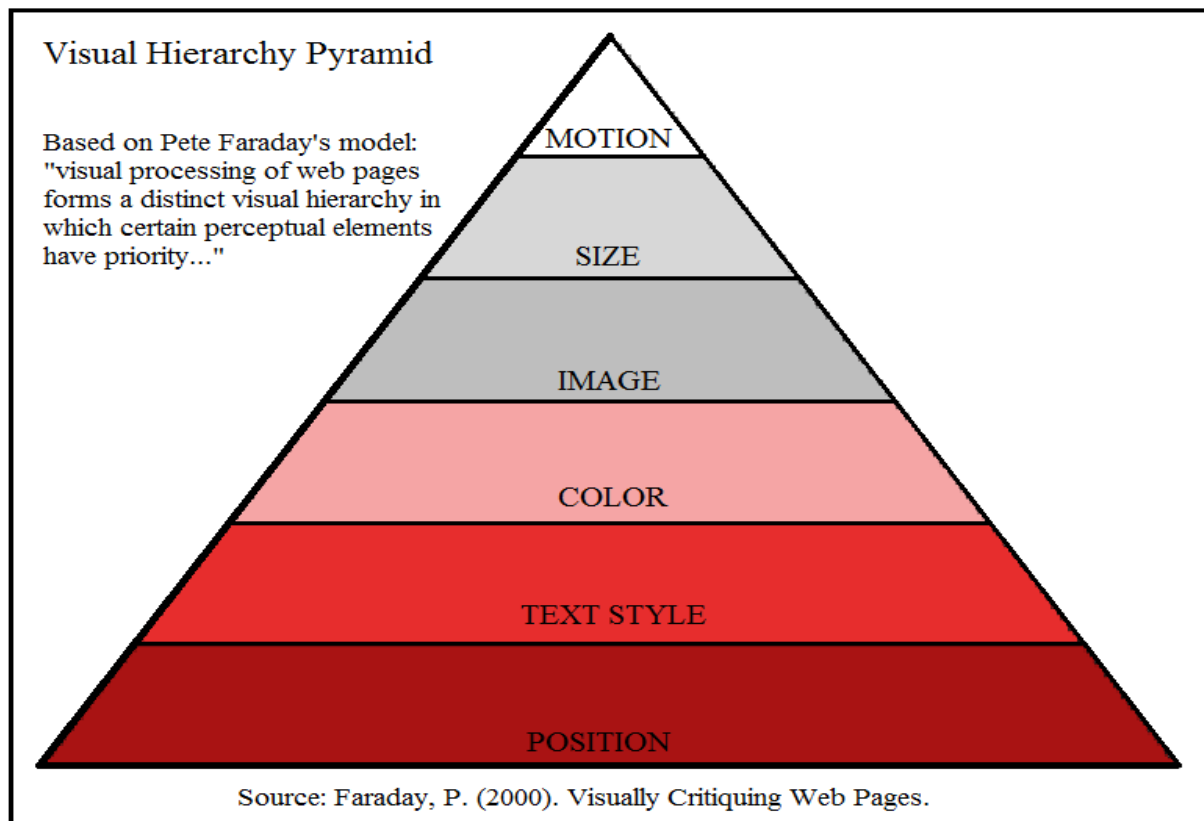 Visual Hierarchy Pyramid
Based on Pete Faraday's model:
"visual processing of web pages
forms a distinct visual hierarchy in
which certain perceptual elements
have priority..."
MOTION
SIZE
IMAGE
COLOR
TEXT STYLE
POSITION
Source: Faraday, P. (2000). Visually Critiquing Web Pages.